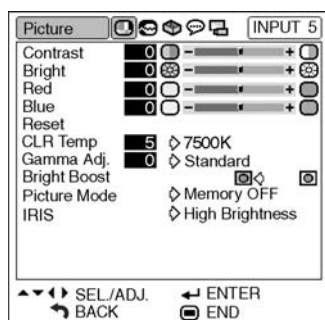 Picture INPUT 5
Contrast 0 - +
Bright 0 - +
Red 0 - +
Blue 0 - +
Reset
CLR Temp 5 7500K
Gamma Adj. 0 Standard
Bright Boost
Picture Mode Memory OFF
IRIS High Brightness
SEL./ADJ. ENTER
BACK END